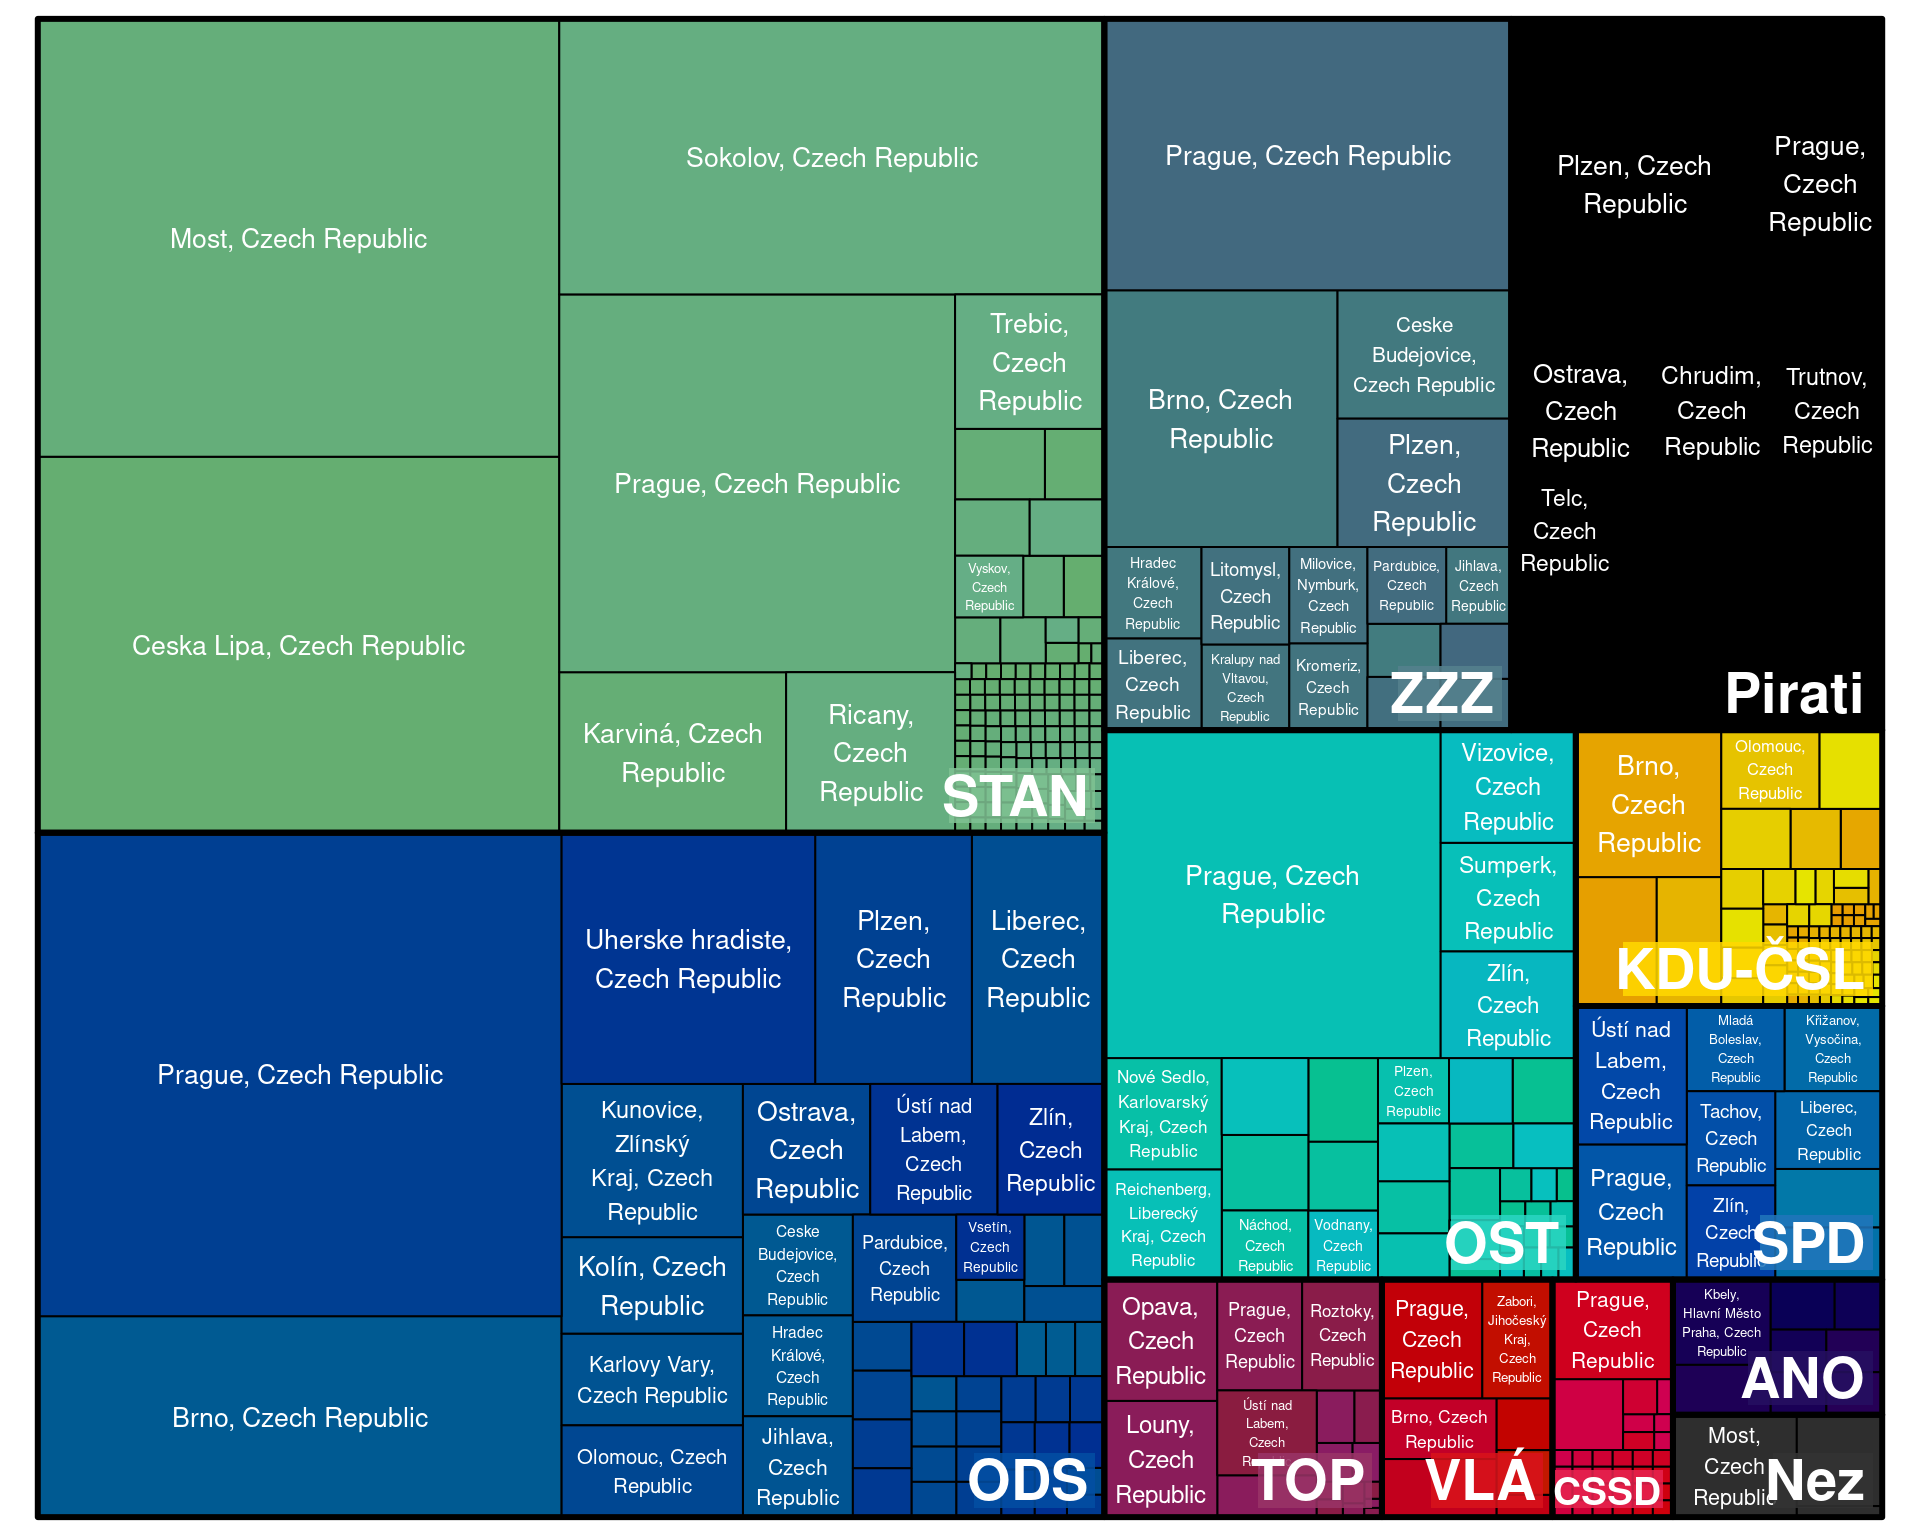 Most, Czech Republic
Sokolov, Czech Republic
Ceska Lipa, Czech Republic
Prague, Czech Republic
Trebic,
Czech
Republic
Vyskov,
Czech
Republic
Karviná, Czech
Republic
Ricany,
Czech
Republic
STAN
Prague, Czech Republic
Brno, Czech
Republic
Ceske
Budejovice,
Czech Republic
Plzen,
Czech
Republic
Hradec
Králové,
Czech
Republic
Litomysl,
Czech
Republic
Milovice,
Nymburk,
Czech
Republic
Pardubice,
Czech
Republic
Jihlava,
Czech
Republic
Liberec,
Czech
Republic
Kralupy nad
Vltavou,
Czech
Republic
Kromeriz,
Czech
Republic
ZZZ
Plzen, Czech
Republic
Prague,
Czech
Republic
Ostrava,
Czech
Republic
Chrudim,
Czech
Republic
Trutnov,
Czech
Republic
Telc,
Czech
Republic
Pirati
Prague, Czech Republic
Brno, Czech Republic
Uherske hradiste,
Czech Republic
Plzen,
Czech
Republic
Liberec,
Czech
Republic
Kunovice,
Zlínský
Kraj, Czech
Republic
Ostrava,
Czech
Republic
Ústí nad
Labem,
Czech
Republic
Zlín,
Czech
Republic
Kolín, Czech
Republic
Karlovy Vary,
Czech Republic
Olomouc, Czech
Republic
Ceske
Budejovice,
Czech
Republic
Hradec
Králové,
Czech
Republic
Jihlava,
Czech
Republic
Pardubice,
Czech
Republic
Vsetín,
Czech
Republic
ODS
Prague, Czech
Republic
Vizovice,
Czech
Republic
Sumperk,
Czech
Republic
Zlín,
Czech
Republic
Nové Sedlo,
Karlovarský
Kraj, Czech
Republic
Reichenberg,
Liberecký
Kraj, Czech
Republic
Náchod,
Czech
Republic
Vodnany,
Czech
Republic
Plzen,
Czech
Republic
OST
Brno,
Czech
Republic
Olomouc,
Czech
Republic
KDU-ČSL
Ústí nad
Labem,
Czech
Republic
Mladá
Boleslav,
Czech
Republic
Křižanov,
Vysočina,
Czech
Republic
Prague,
Czech
Republic
Tachov,
Czech
Republic
Liberec,
Czech
Republic
Zlín,
Czech
Republic
SPD
Opava,
Czech
Republic
Louny,
Czech
Republic
Prague,
Czech
Republic
Roztoky,
Czech
Republic
Ústí nad
Labem,
Czech
TOP
Prague,
Czech
Republic
Zabori,
Jihočeský
Kraj,
Czech
Republic
Brno, Czech
Republic
VLÁ
Prague,
Czech
Republic
CSSD
Kbely,
Hlavní Město
Praha, Czech
Republic
ANO
Most,
Czech
Republic
Nez